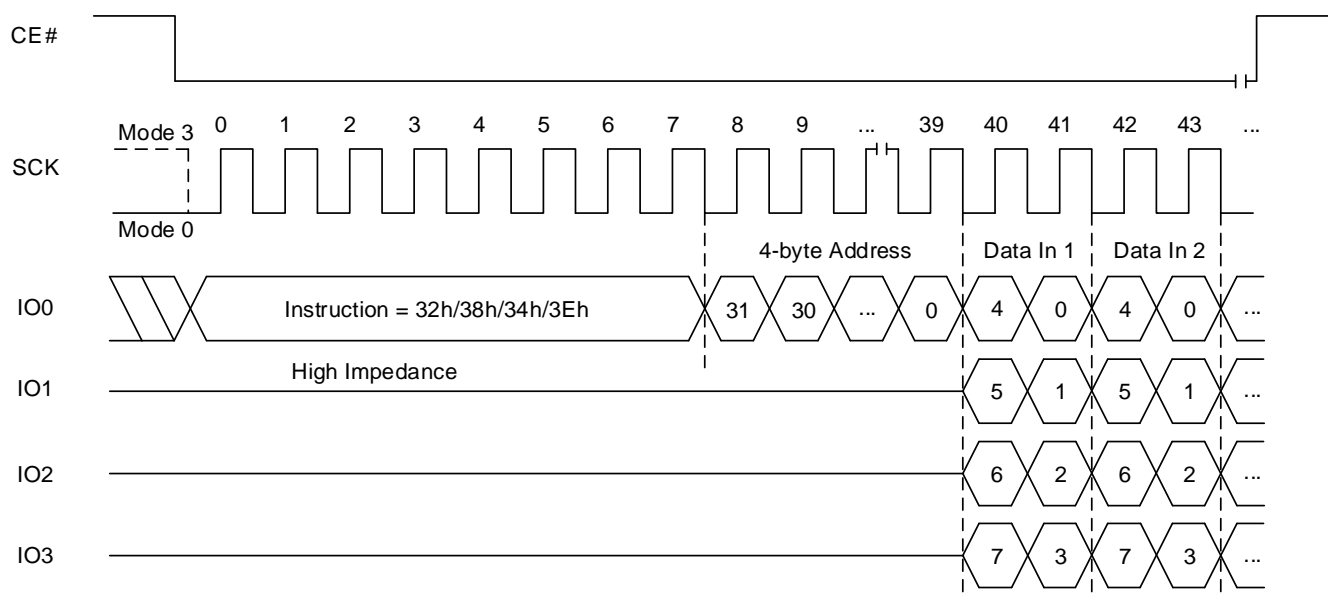 CE#
Mode 3 0 1 2 3 4 5 6 7 8 9 ... 39 40 41 42 43 ...
SCK
Mode 0
4-byte Address Data In 1 Data In 2
IO0 Instruction = 32h/38h/34h/3Eh 31 30 ... 0 4 0 4 0 ...
High Impedance
IO1 5 1 5 1 ...
IO2 6 2 6 2 ...
IO3 7 3 7 3 ...